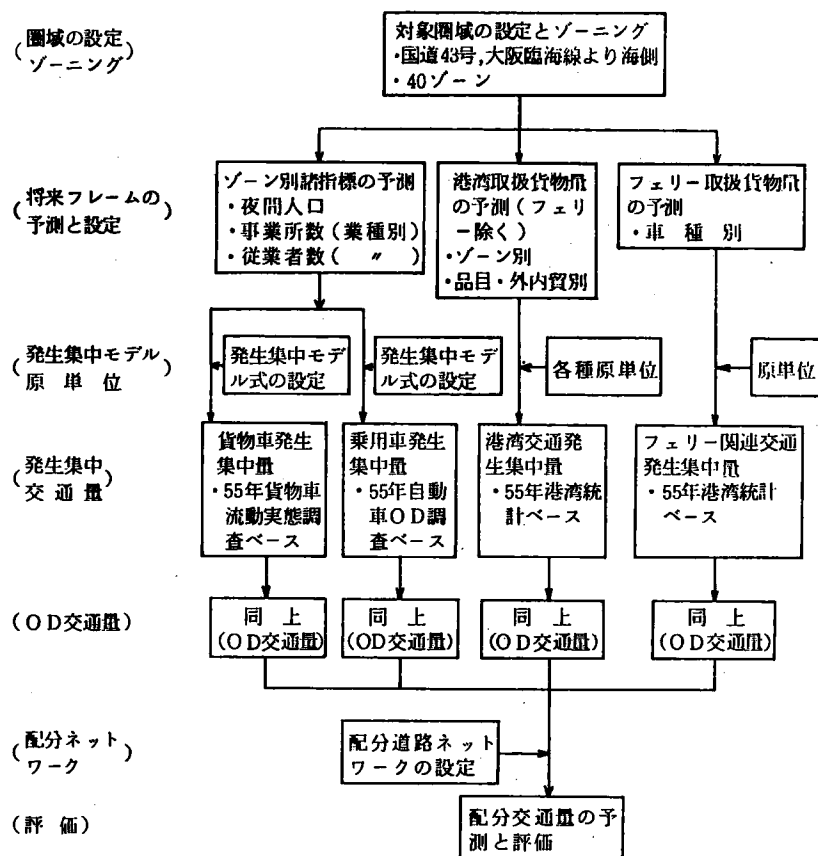 (圏域の設定
ゾーニング)
対象圏域の設定とゾーニング
・国道43号,大阪臨海線より海側
・40ゾーン
(将来フレームの
予測と設定)
ゾーン別諸指標の予測
・夜間人口
・事業所数(業種別)
・従業者数( 〃 )
港湾取扱貨物量
の予測(フェリ
ー除く)
・ゾーン別
・品目・外内貿別
フェリー取扱貨物量
の予測
・車種別
(発生集中モデル
原単位)
発生集中モデ
ル式の設定
発生集中モデ
ル式の設定
各種原単位
原単位
(発生集中
交通量)
貨物車発生
集中量
・55年貨物車
流動実態調
査ベース
乗用車発生
集中量
・55年自動
車OD調
査ベース
港湾交通発
生集中量
・55年港湾統
計ベース
フェリー関連交通
発生集中量
・55年港湾統計
ベース
(OD交通量)
同上
(OD交通量)
同上
(OD交通量)
同上
(OD交通量)
同上
(OD交通量)
(配分ネット
ワーク)
配分道路ネット
ワークの設定
(評価)
配分交通量の予
測と評価